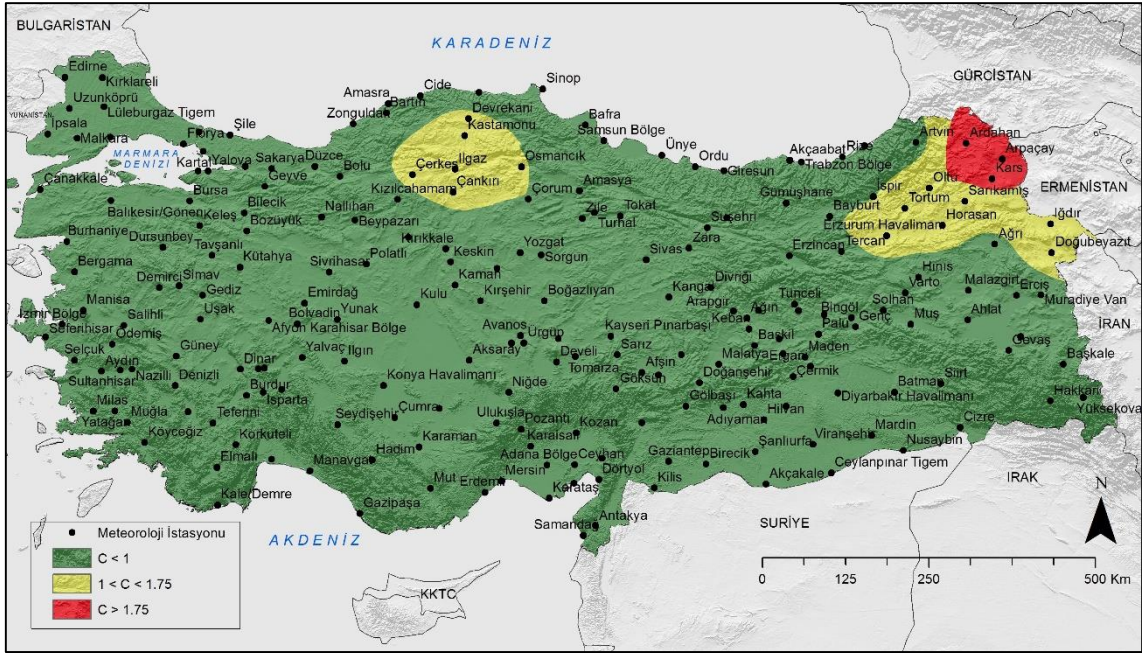 BULGARİSTAN
KARADENİZ
GÜRCİSTAN
YUNANİSTAN
MARMARA
DENİZİ
ERMENİSTAN
İRAN
IRAK
SURİYE
AKDENİZ
KKTC
Edirne
Kırklareli
Uzunköprü
Lüleburgaz Tigem
İpsala
Malkara
Florya
Şile
Kartal
Yalova
Sakarya
Düzce
Bolu
Geyve
Çanakkale
Bursa
Bilecik
Balıkesir/Gönen
Keleş
Bozüyük
Nallıhan
Beypazarı
Amasra
Bartın
Zonguldak
Cide
Sinop
Devrekani
Kastamonu
Ilgaz
Çerkeş
Çankırı
Kızılcahamam
Osmancık
Çorum
Bafra
Samsun Bölge
Ünye
Ordu
Giresun
Akçaabat
Trabzon Bölge
Rize
Artvin
Ardahan
Arpaçay
Kars
Sarıkamış
Oltu
İspir
Tortum
Horasan
Iğdır
Ağrı
Doğubeyazıt
Gümüşhane
Bayburt
Erzurum Havalimanı
Tercan
Erzincan
Amasya
Zile
Tokat
Turhal
Suşehri
Zara
Sivas
Burhaniye
Dursunbey
Tavşanlı
Kütahya
Sivrihasar
Polatlı
Kırıkkale
Keskin
Yozgat
Sorgun
Bergama
Demirci
Simav
Gediz
Uşak
Emirdağ
Yunak
Bolvadin
Afyon Karahisar Bölge
Kulu
Kaman
Kırşehir
Boğazlıyan
Kangal
Divriği
Arapgir
Ağın
Tunceli
Bingöl
Solhan
Hınıs
Varto
Malazgirt
Erciş
Muradiye Van
Manisa
Salihli
İzmir Bölge
Seferihisar
Ödemiş
Selçuk
Aydın
Sultanhisar
Nazilli
Güney
Denizli
Dinar
Burdur
Isparta
Yalvaç
Ilgın
Aksaray
Avanos
Ürgüp
Kayseri Pınarbaşı
Develi
Tomarza
Sarız
Afşin
Göksun
Keban
Baskil
Malatya
Ergani
Palu
Genç
Maden
Çermik
Muş
Ahlat
Gevaş
Başkale
Hakkari
Yüksekova
Siirt
Batman
Diyarbakır Havalimanı
Doğanşehir
Gölbaşı
Kahta
Adıyaman
Hilvan
Konya Havalimanı
Niğde
Milas
Yatağan
Muğla
Köyceğiz
Tefenni
Korkuteli
Elmalı
Kale/Demre
Seydişehir
Çumra
Hadim
Karaman
Manavgat
Gazipaşa
Mut
Ulukışla
Pozantı
Karaisalı
Kozan
Adana Bölge
Mersin
Erdemli
Ceyhan
Dörtyol
Karataş
Samandağ
Antakya
Gaziantep
Birecik
Kilis
Şanlıurfa
Viranşehir
Mardin
Nusaybin
Cizre
Akçakale
Ceylanpınar Tigem
Meteoroloji İstasyonu
C < 1
1 < C < 1.75
C > 1.75
N
0 125 250 500 Km